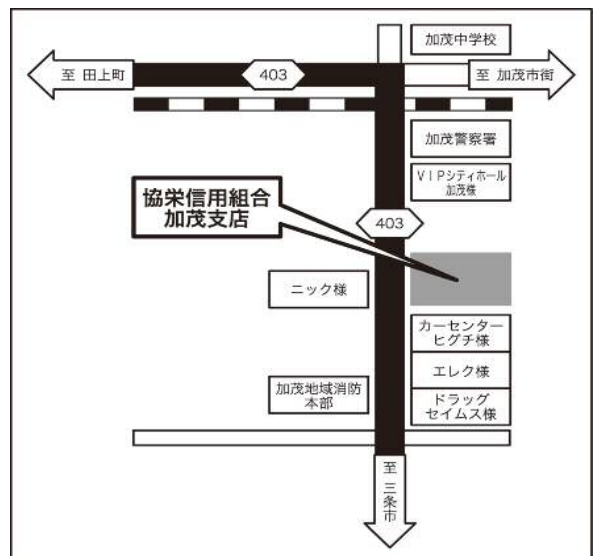 加茂中学校
至 田上町
403
至 加茂市街
加茂警察署
VIPシティホール
加茂様
協栄信用組合
加茂支店
403
ニック様
カーセンター
ヒグチ様
エレク様
加茂地域消防
本部
ドラッグ
セイムス様
至 三条市